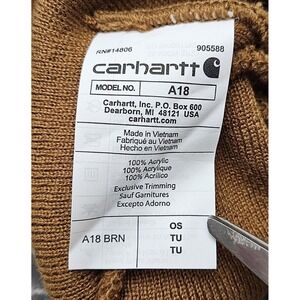 RN#14806 905588
carhartt
MODEL NO. A18
Carhartt, Inc. P.O. Box 600
Dearborn, MI 48121 USA
carhartt.com
Made in Vietnam
Fabriqué au Vietnam
Hecho en Vietnam
100% Acrylic
100% Acrylique
100% Acrílico
Exclusive Trimming
Sauf Garnitures
Excepto Adorno
OS
A18 BRN TU
TU